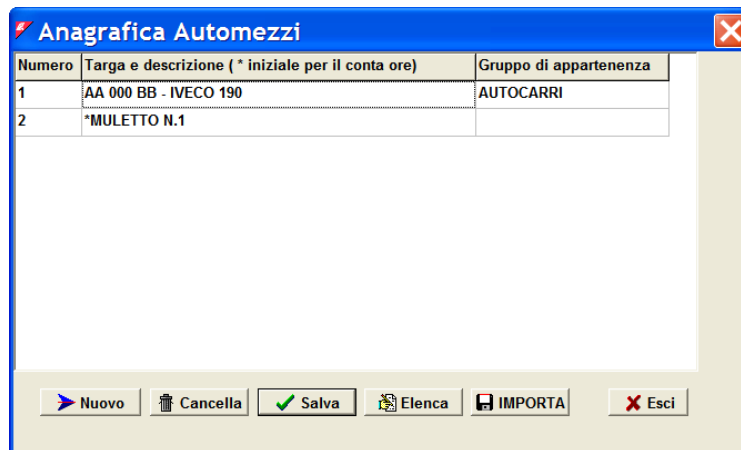 Anagrafica Automezzi
Numero Targa e descrizione ( * iniziale per il conta ore) Gruppo di appartenenza
1 AA 000 BB - IVECO 190 AUTOCARRI
2 *MULETTO N.1
Nuovo Cancella Salva Elenca IMPORTA Esci